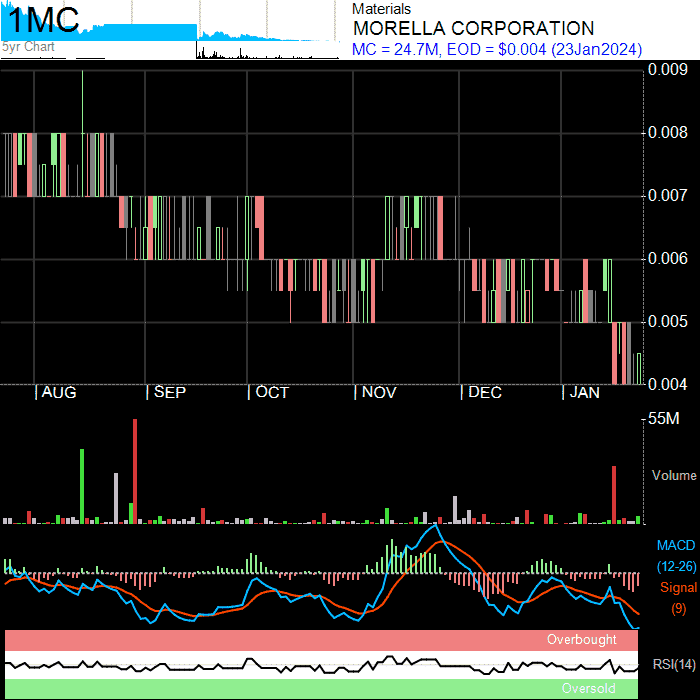 1MC
5yr Chart
Materials
MORELLA CORPORATION
MC = 24.7M, EOD = $0.004 (23Jan2024)
0.009
0.008
0.007
0.006
0.005
0.004
AUG SEP OCT NOV DEC JAN
55M
Volume
MACD
(12-26)
Signal
(9)
Overbought
RSI(14)
Oversold